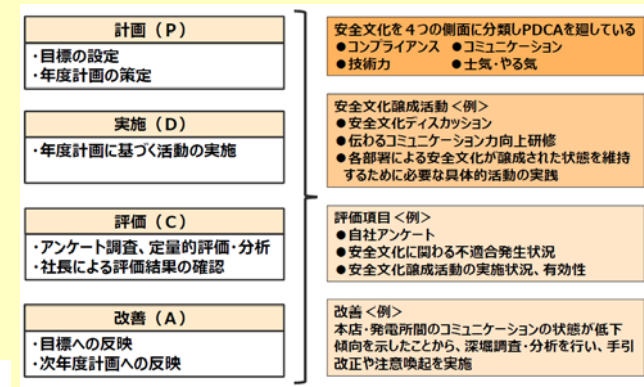 計画（P）
・目標の設定
・年度計画の策定
実施（D）
・年度計画に基づく活動の実施
評価（C）
・アンケート調査、定量的評価・分析
・社長による評価結果の確認
改善（A）
・目標への反映
・次年度計画への反映
安全文化を４つの側面に分類しPDCAを廻している
●コンプライアンス ●コミュニケーション
●技術力 ●士気・やる気
安全文化醸成活動＜例＞
●安全文化ディスカッション
●伝わるコミュニケーション力向上研修
●各部署による安全文化が醸成された状態を維持
するために必要な具体的活動の実践
評価項目＜例＞
●自社アンケート
●安全文化に関わる不適合発生状況
●安全文化醸成活動の実施状況、有効性
改善＜例＞
本店・発電所間のコミュニケーションの状態が低下
傾向を示したことから、深堀調査・分析を行い、手引
改正や注意喚起を実施